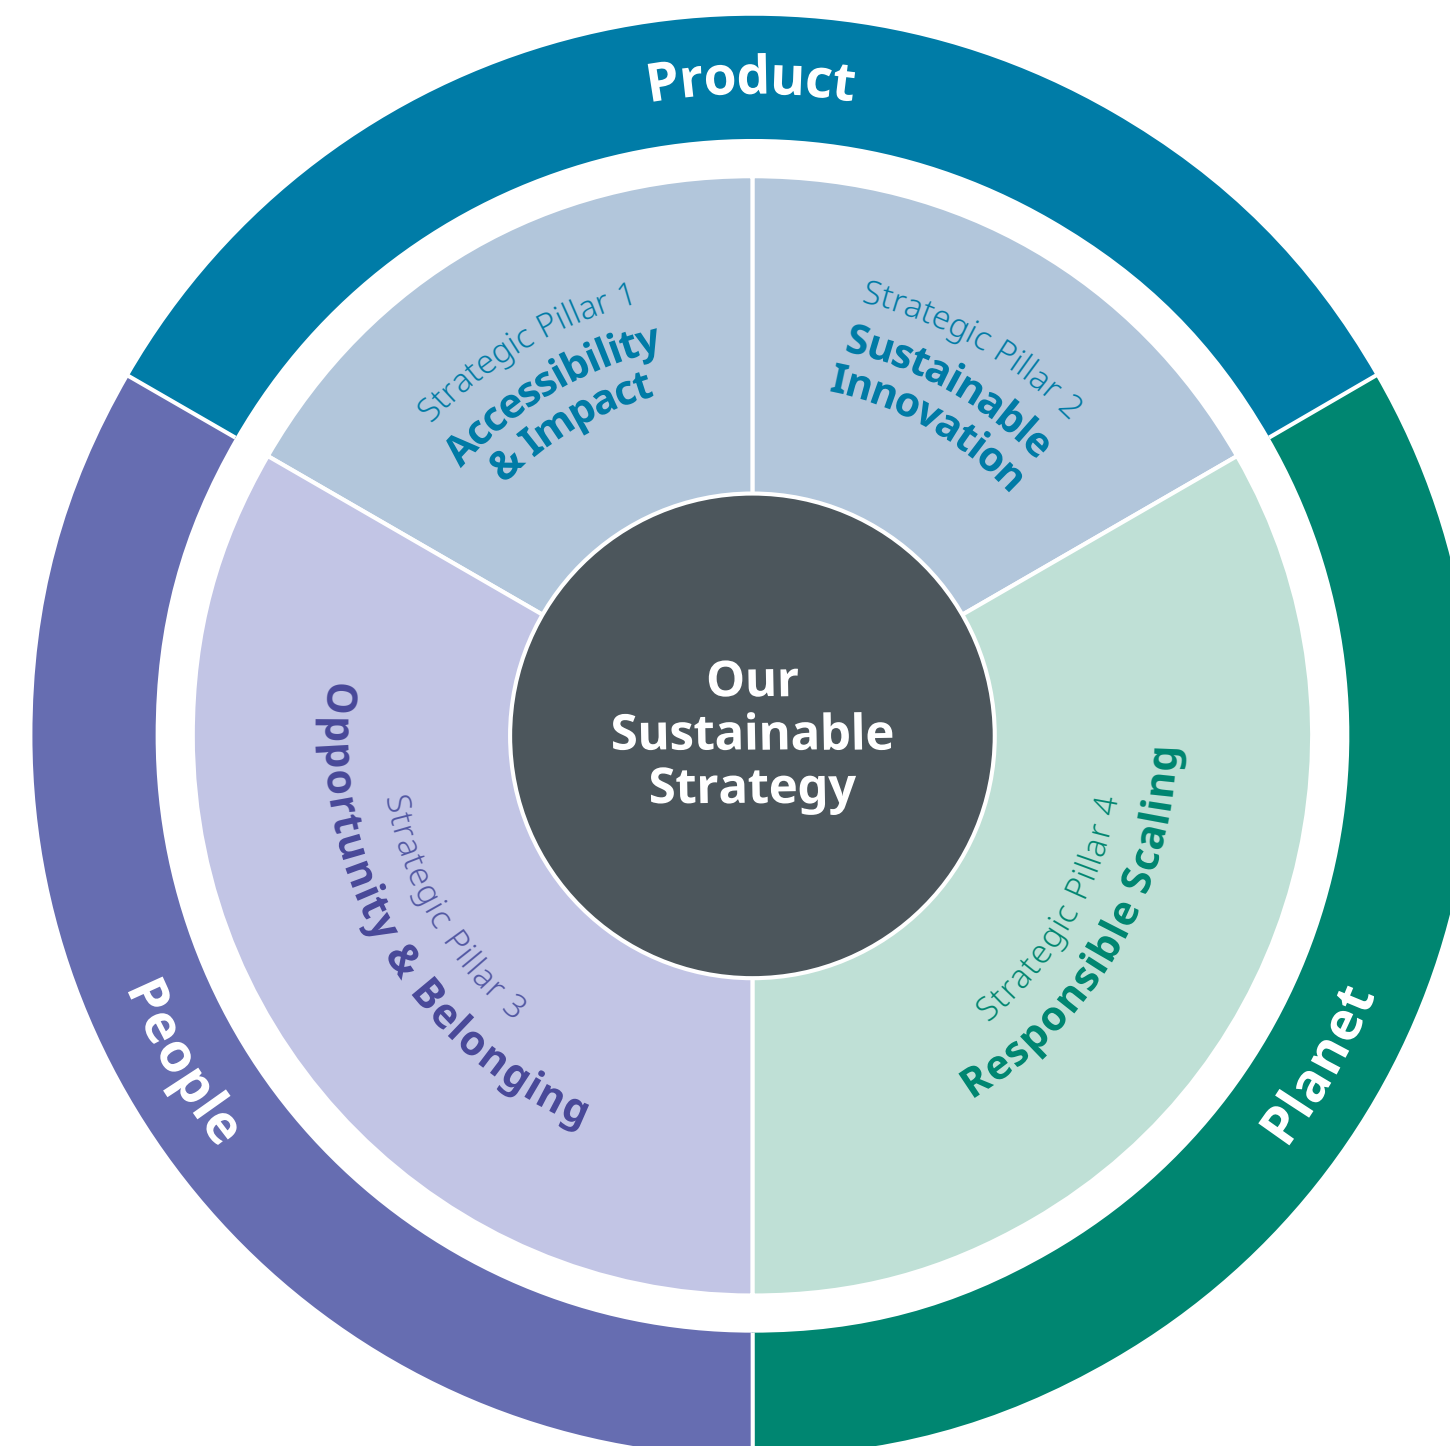 Product
Strategic Pillar 1
Accessibility
& Impact
Strategic Pillar 2
Sustainable
Innovation
Our
Sustainable
Strategy
Strategic Pillar 3
Opportunity & Belonging
Strategic Pillar 4
Responsible Scaling
People
Planet